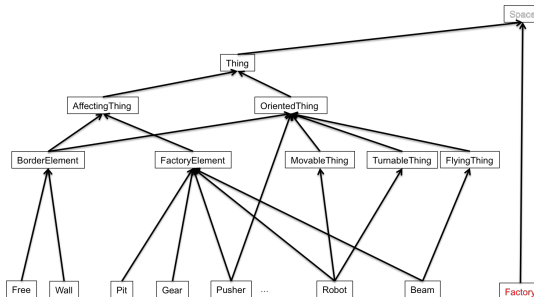 Space
Thing
AffectingThing OrientedThing
BorderElement FactoryElement MovableThing TurnableThing FlyingThing
Free Wall Pit Gear Pusher ... Robot Beam Factory